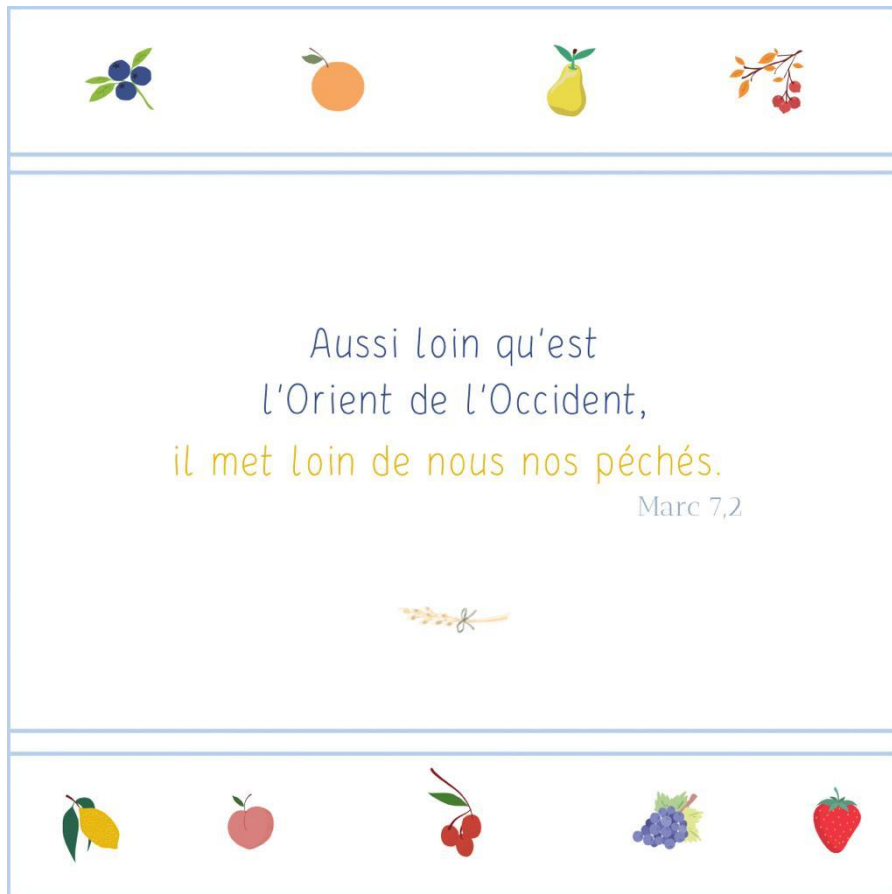 Aussi loin qu'est
l'Orient de l'Occident,
il met loin de nous nos péchés.
Marc 7,2